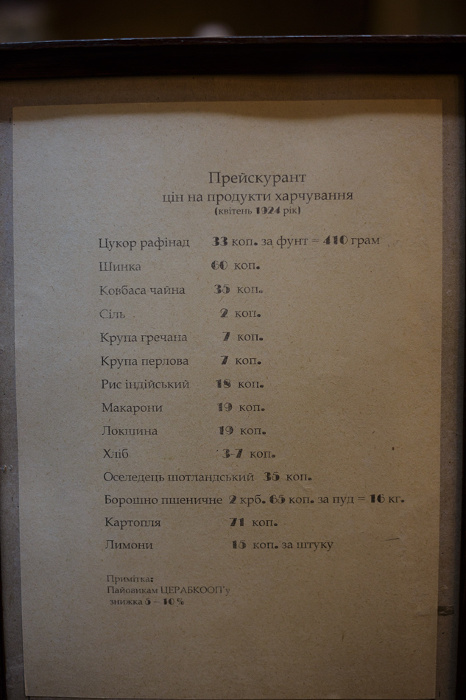 Прейскурант
цін на продукти харчування
(квітень 1924 рік)
Цукор рафінад 33 коп. за фунт = 410 грам
Шинка 60 коп.
Ковбаса чайна 35 коп.
Сіль 2 коп.
Крупа гречана 7 коп.
Крупа перлова 7 коп.
Рис індійський 18 коп.
Макарони 19 коп.
Локшина 19 коп.
Хліб 3-7 коп.
Оселедець шотландський 35 коп.
Борошно пшеничне 2 крб. 65 коп. за пуд = 16 кг.
Картопля 71 коп.
Лимони 15 коп. за штуку
Примітка:
Пайовикам ЦЕРАБКООП'у
знижка 5 – 10 %